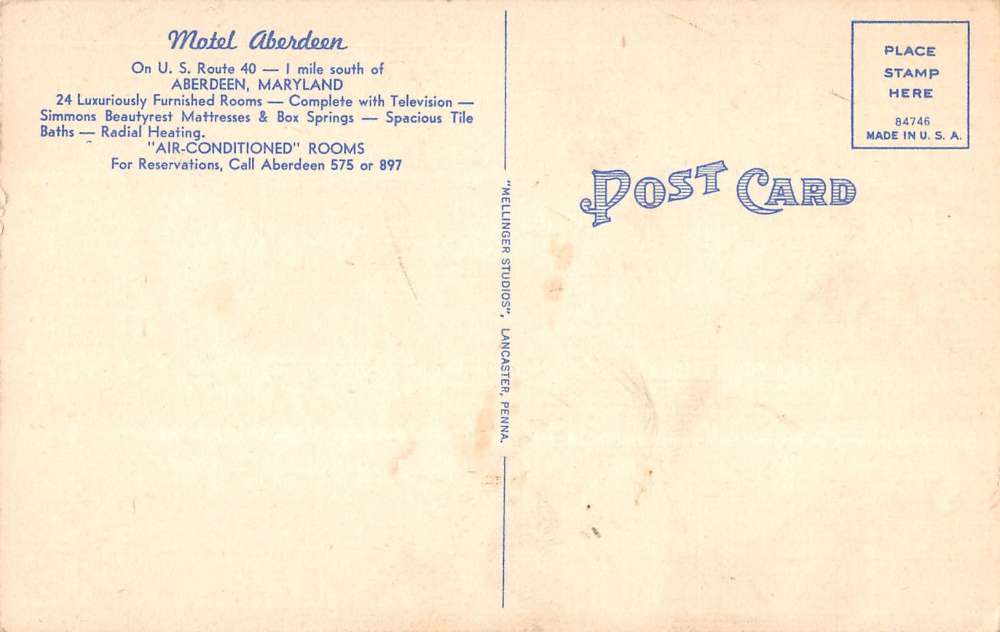 Motel Aberdeen
On U. S. Route 40 — 1 mile south of
ABERDEEN, MARYLAND
24 Luxuriously Furnished Rooms — Complete with Television —
Simmons Beautyrest Mattresses & Box Springs — Spacious Tile
Baths — Radial Heating.
"AIR-CONDITIONED" ROOMS
For Reservations, Call Aberdeen 575 or 897
"MELLINGER STUDIOS", LANCASTER, PENNA.
POST CARD
PLACE
STAMP
HERE
84746
MADE IN U. S. A.